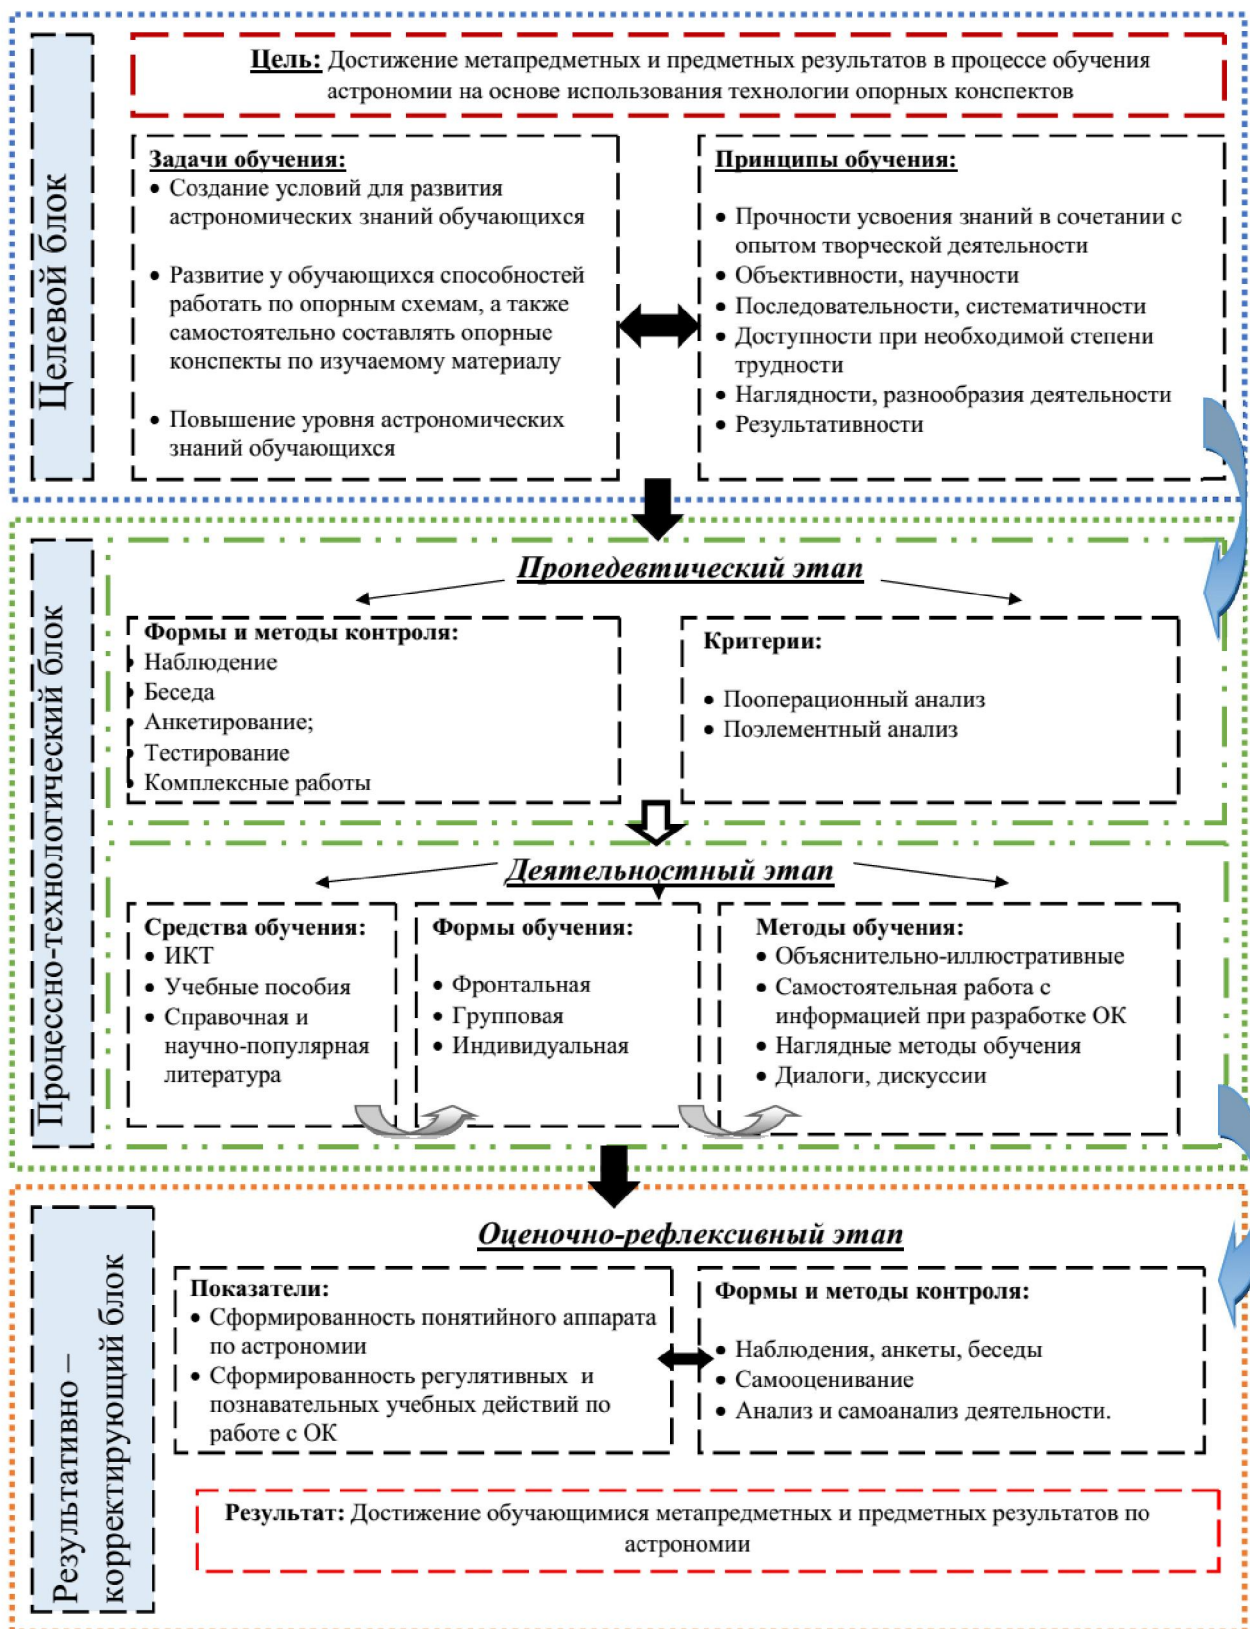 Целевой блок
Цель: Достижение метапредметных и предметных результатов в процессе обучения
астрономии на основе использования технологии опорных конспектов
Задачи обучения:
• Создание условий для развития
астрономических знаний обучающихся
• Развитие у обучающихся способностей
работать по опорным схемам, а также
самостоятельно составлять опорные
конспекты по изучаемому материалу
• Повышение уровня астрономических
знаний обучающихся
Принципы обучения:
• Прочности усвоения знаний в сочетании с
опытом творческой деятельности
• Объективности, научности
• Последовательности, систематичности
• Доступности при необходимой степени
трудности
• Наглядности, разнообразия деятельности
• Результативности
Процессно-технологический блок
Пропедевтический этап
Формы и методы контроля:
• Наблюдение
• Беседа
• Анкетирование;
• Тестирование
• Комплексные работы
Критерии:
• Пооперационный анализ
• Поэлементный анализ
Деятельностный этап
Средства обучения:
• ИКТ
• Учебные пособия
• Справочная и
научно-популярная
литература
Формы обучения:
• Фронтальная
• Групповая
• Индивидуальная
Методы обучения:
• Объяснительно-иллюстративные
• Самостоятельная работа с
информацией при разработке ОК
• Наглядные методы обучения
• Диалоги, дискуссии
Результативно –
корректирующий блок
Оценочно-рефлексивный этап
Показатели:
• Сформированность понятийного аппарата
по астрономии
• Сформированность регулятивных и
познавательных учебных действий по
работе с ОК
Формы и методы контроля:
• Наблюдения, анкеты, беседы
• Самооценивание
• Анализ и самоанализ деятельности.
Результат: Достижение обучающимися метапредметных и предметных результатов по
астрономии